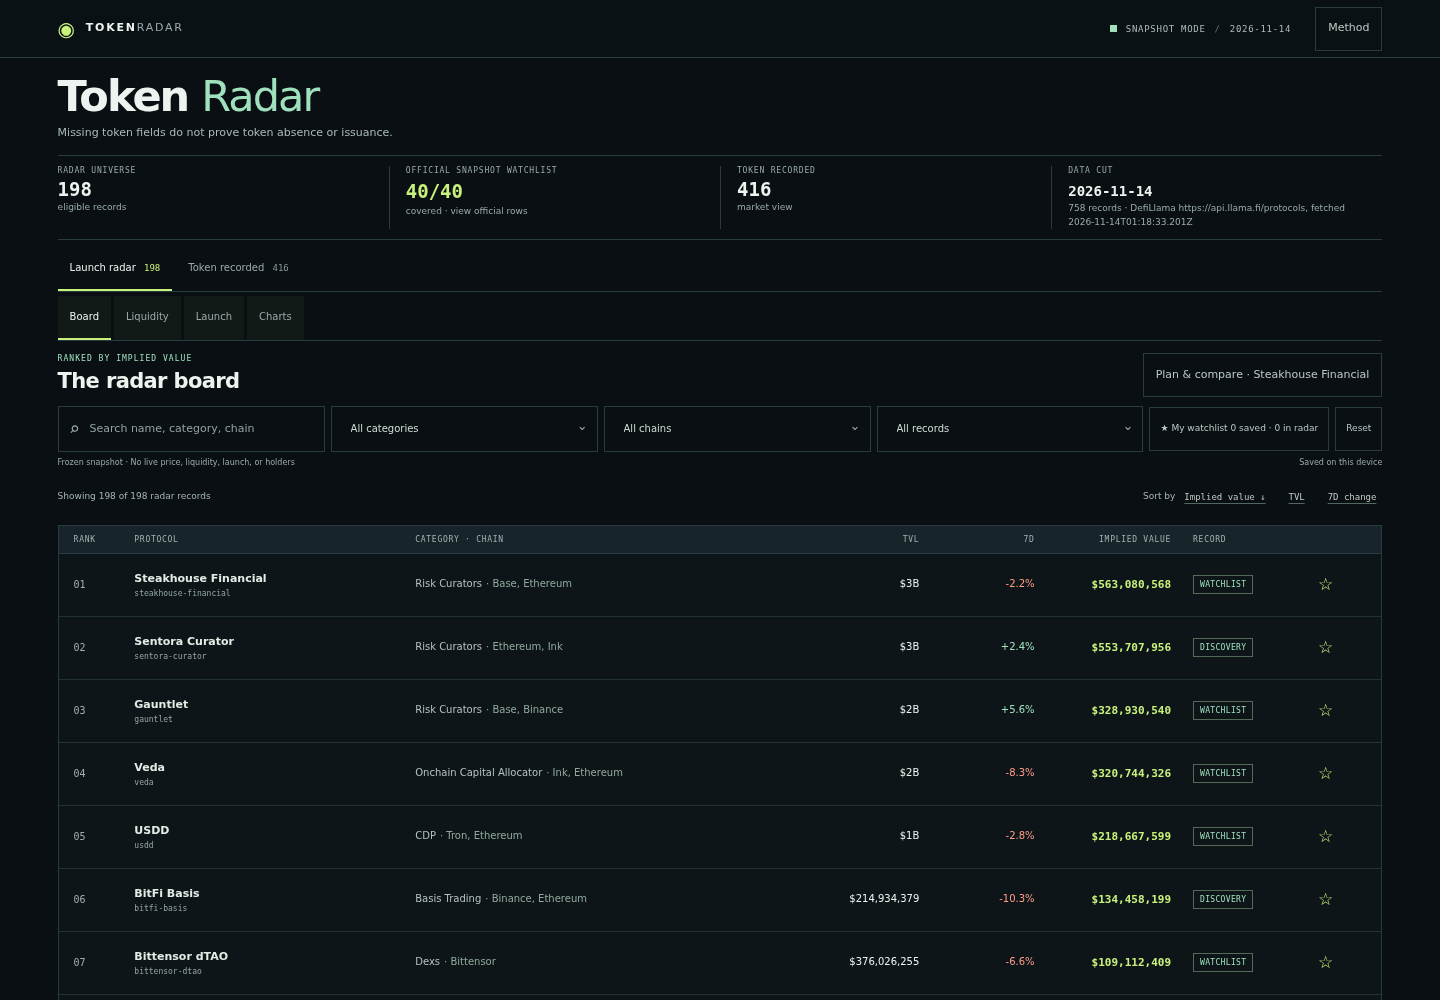 TOKENRADAR
SNAPSHOT MODE / 2026-11-14
Method
Token Radar
Missing token fields do not prove token absence or issuance.
RADAR UNIVERSE
198
eligible records
OFFICIAL SNAPSHOT WATCHLIST
40/40
covered · view official rows
TOKEN RECORDED
416
market view
DATA CUT
2026-11-14
758 records · DefiLlama https://api.llama.fi/protocols, fetched
2026-11-14T01:18:33.201Z
Launch radar 198
Token recorded 416
Board
Liquidity
Launch
Charts
RANKED BY IMPLIED VALUE
The radar board
Plan & compare · Steakhouse Financial
Search name, category, chain
All categories
All chains
All records
★ My watchlist 0 saved · 0 in radar
Reset
Frozen snapshot · No live price, liquidity, launch, or holders
Saved on this device
Showing 198 of 198 radar records
Sort by Implied value ↓ TVL 7D change
RANK PROTOCOL CATEGORY · CHAIN TVL 7D IMPLIED VALUE RECORD
01 Steakhouse Financial Risk Curators · Base, Ethereum $3B -2.2% $563,080,568 WATCHLIST ☆
steakhouse-financial
02 Sentora Curator Risk Curators · Ethereum, Ink $3B +2.4% $553,707,956 DISCOVERY ☆
sentora-curator
03 Gauntlet Risk Curators · Base, Binance $2B +5.6% $328,930,540 WATCHLIST ☆
gauntlet
04 Veda Onchain Capital Allocator · Ink, Ethereum $2B -8.3% $320,744,326 WATCHLIST ☆
veda
05 USDD CDP · Tron, Ethereum $1B -2.8% $218,667,599 WATCHLIST ☆
usdd
06 BitFi Basis Basis Trading · Binance, Ethereum $214,934,379 -10.3% $134,458,199 DISCOVERY ☆
bitfi-basis
07 Bittensor dTAO Dexs · Bittensor $376,026,255 -6.6% $109,112,409 WATCHLIST ☆
bittensor-dtao